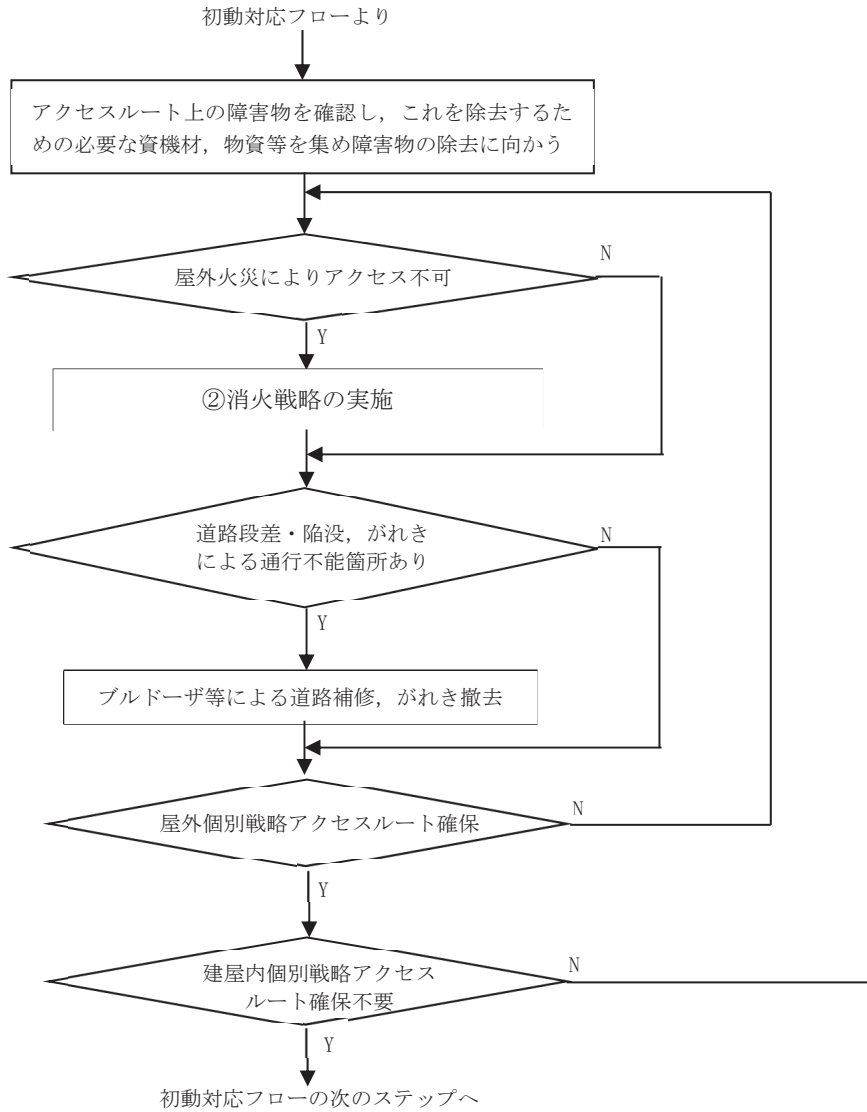 初動対応フローより
アクセスルート上の障害物を確認し，これを除去するた
めの必要な資機材，物資等を集め障害物の除去に向かう
屋外火災によりアクセス不可
N
Y
②消火戦略の実施
道路段差・陥没，がれき
による通行不能箇所あり
N
Y
ブルドーザ等による道路補修，がれき撤去
屋外個別戦略アクセスルート確保
N
Y
建屋内個別戦略アクセス
ルート確保不要
N
Y
初動対応フローの次のステップへ